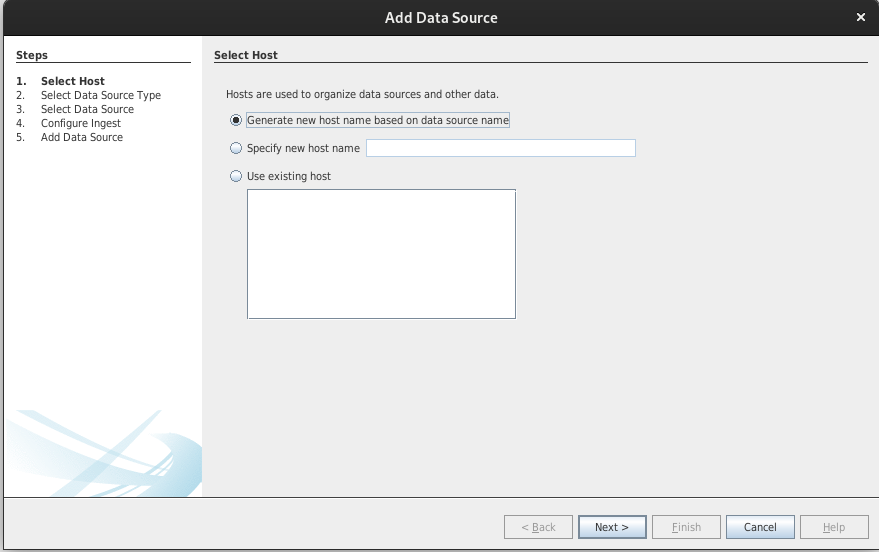 Add Data Source
×
Steps
1. Select Host
2. Select Data Source Type
3. Select Data Source
4. Configure Ingest
5. Add Data Source
Select Host
Hosts are used to organize data sources and other data.
Generate new host name based on data source name
Specify new host name
Use existing host
< Back
Next >
Finish
Cancel
Help